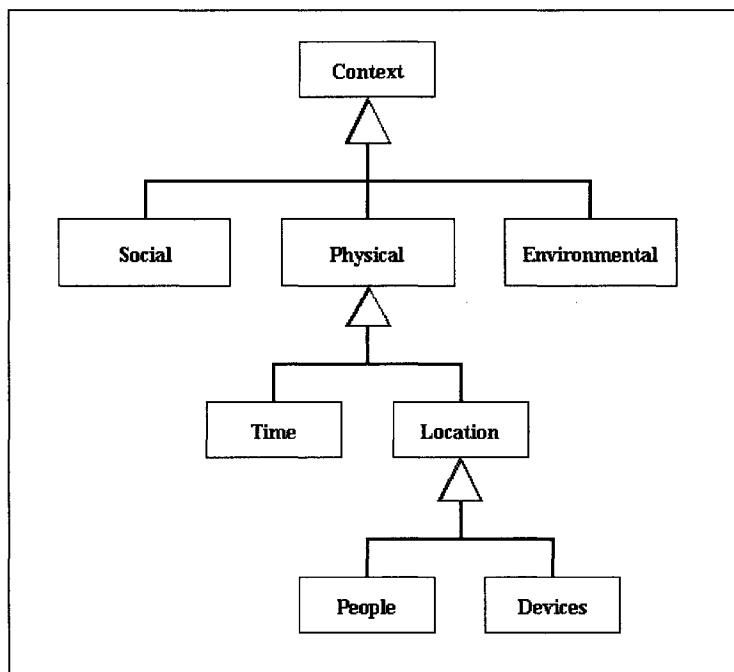 Context
Social
Physical
Environmental
Time
Location
People
Devices